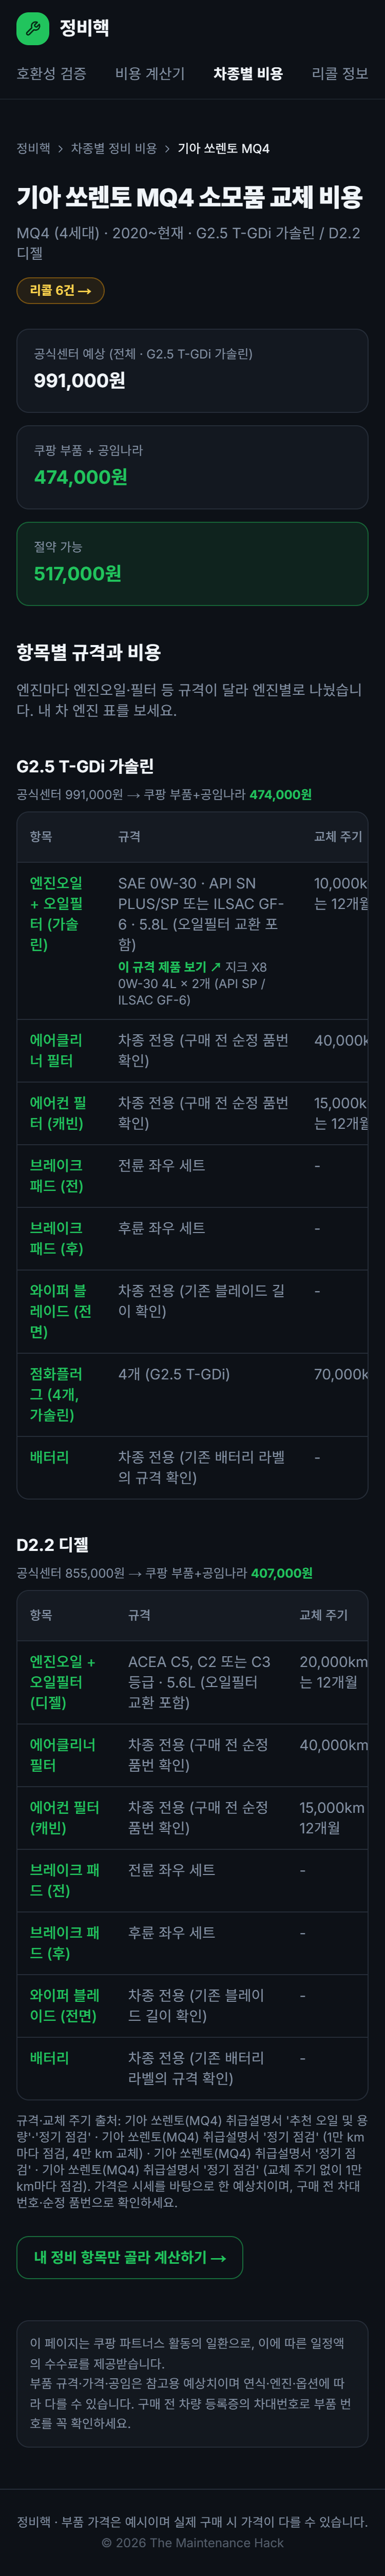 정비핵
호환성 검증 비용 계산기 차종별 비용 리콜 정보
정비핵 > 차종별 정비 비용 > 기아 쏘렌토 MQ4
기아 쏘렌토 MQ4 소모품 교체 비용
MQ4 (4세대) · 2020~현재 · G2.5 T-GDi 가솔린 / D2.2
디젤
리콜 6건 →
공식센터 예상 (전체 · G2.5 T-GDi 가솔린)
991,000원
쿠팡 부품 + 공임나라
474,000원
절약 가능
517,000원
항목별 규격과 비용
엔진마다 엔진오일·필터 등 규격이 달라 엔진별로 나눴습니
다. 내 차 엔진 표를 보세요.
G2.5 T-GDi 가솔린
공식센터 991,000원 → 쿠팡 부품+공임나라 474,000원
항목 규격 교체 주기
엔진오일
+ 오일필
터 (가솔
린)
SAE 0W-30 · API SN
PLUS/SP 또는 ILSAC GF-
6 · 5.8L (오일필터 교환 포
함)
이 규격 제품 보기 ↗ 지크 X8
0W-30 4L × 2개 (API SP /
ILSAC GF-6)
10,000k
는 12개월
에어클리
너 필터
차종 전용 (구매 전 순정 품번
확인)
40,000k
에어컨 필
터 (캐빈)
차종 전용 (구매 전 순정 품번
확인)
15,000k
는 12개월
브레이크
패드 (전)
전륜 좌우 세트
-
브레이크
패드 (후)
후륜 좌우 세트
-
와이퍼 블
레이드 (전
면)
차종 전용 (기존 블레이드 길
이 확인)
-
점화플러
그 (4개,
가솔린)
4개 (G2.5 T-GDi)
70,000k
배터리
차종 전용 (기존 배터리 라벨
의 규격 확인)
-
D2.2 디젤
공식센터 855,000원 → 쿠팡 부품+공임나라 407,000원
항목 규격 교체 주기
엔진오일 +
오일필터
(디젤)
ACEA C5, C2 또는 C3
등급 · 5.6L (오일필터
교환 포함)
20,000km
는 12개월
에어클리너
필터
차종 전용 (구매 전 순정
품번 확인)
40,000km
에어컨 필터
(캐빈)
차종 전용 (구매 전 순정
품번 확인)
15,000km
12개월
브레이크 패
드 (전)
전륜 좌우 세트
-
브레이크 패
드 (후)
후륜 좌우 세트
-
와이퍼 블레
이드 (전면)
차종 전용 (기존 블레이
드 길이 확인)
-
배터리
차종 전용 (기존 배터리
라벨의 규격 확인)
-
규격·교체 주기 출처: 기아 쏘렌토(MQ4) 취급설명서 '추천 오일 및 용
량'·'정기 점검' · 기아 쏘렌토(MQ4) 취급설명서 '정기 점검' (1만 km
마다 점검, 4만 km 교체) · 기아 쏘렌토(MQ4) 취급설명서 '정기 점
검' · 기아 쏘렌토(MQ4) 취급설명서 '정기 점검' (교체 주기 없이 1만
km마다 점검). 가격은 시세를 바탕으로 한 예상치이며, 구매 전 차대
번호·순정 품번으로 확인하세요.
내 정비 항목만 골라 계산하기 →
이 페이지는 쿠팡 파트너스 활동의 일환으로, 이에 따른 일정액
의 수수료를 제공받습니다.
부품 규격·가격·공임은 참고용 예상치이며 연식·엔진·옵션에 따
라 다를 수 있습니다. 구매 전 차량 등록증의 차대번호로 부품 번
호를 꼭 확인하세요.
정비핵 · 부품 가격은 예시이며 실제 구매 시 가격이 다를 수 있습니다.
© 2026 The Maintenance Hack